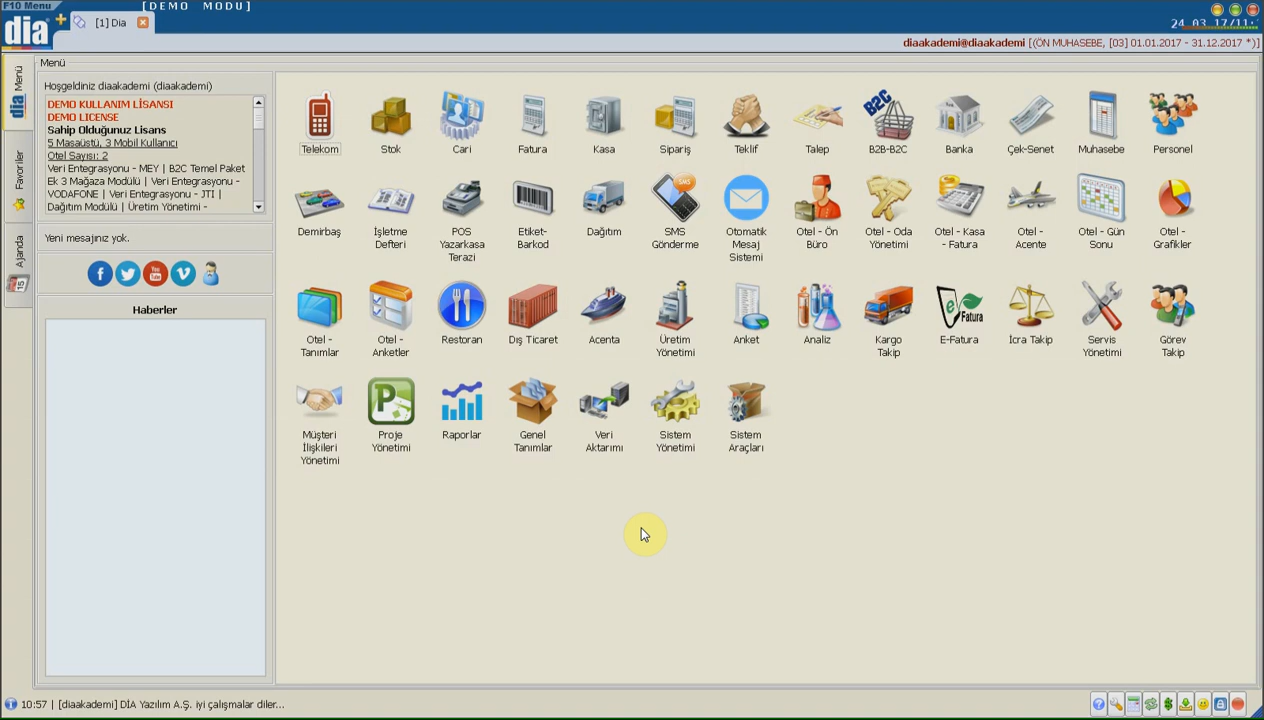 F10 Menu
[DEMO MODU]
dia
[1] Dia
diaakademi@diaakademi [(ÖN MUHASEBE, [03] 01.01.2017 - 31.12.2017 *)]
dia Menü
Favoriler
Ajanda
15
Menü
Hoşgeldiniz diaakademi (diaakademi)
DEMO KULLANIM LİSANSI
DEMO LICENSE
Sahip Olduğunuz Lisans
5 Masaüstü, 3 Mobil Kullanıcı
Otel Sayısı: 2
Veri Entegrasyonu - MEY | B2C Temel Paket
Ek 3 Mağaza Modülü | Veri Entegrasyonu -
VODAFONE | Veri Entegrasyonu - JTI |
Dağıtım Modülü | Üretim Yönetimi -
Yeni mesajınız yok.
Haberler
Telekom
Stok
Cari
Fatura
Kasa
Sipariş
Teklif
Talep
B2C
B2B-B2C
Banka
Çek-Senet
Muhasebe
Personel
Demirbaş
İşletme
Defteri
POS
Yazarkasa
Terazi
Etiket-
Barkod
Dağıtım
SMS
SMS
Gönderme
Otomatik
Mesaj
Sistemi
Otel - Ön
Büro
Otel - Oda
Yönetimi
Otel - Kasa
- Fatura
Otel -
Acente
Otel - Gün
Sonu
Otel -
Grafikler
Otel -
Tanımlar
Otel -
Anketler
Restoran
Dış Ticaret
Acenta
Üretim
Yönetimi
Anket
Analiz
Kargo
Takip
e Fatura
E-Fatura
İcra Takip
Servis
Yönetimi
Görev
Takip
Müşteri
İlişkileri
Yönetimi
P
Proje
Yönetimi
Raporlar
Genel
Tanımlar
Veri
Aktarımı
Sistem
Yönetimi
Sistem
Araçları
10:57 | [diaakademi] DİA Yazılım A.Ş. iyi çalışmalar diler...